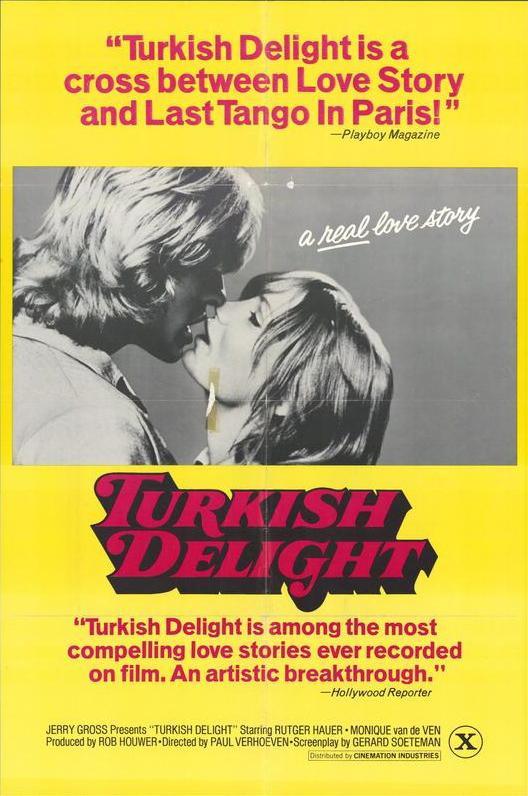 “Turkish Delight is a
cross between Love Story
and Last Tango In Paris!”
—Playboy Magazine
a real love story
TURKISH
DELIGHT
“Turkish Delight is among the most
compelling love stories ever recorded
on film. An artistic breakthrough.”
—Hollywood Reporter
JERRY GROSS Presents “TURKISH DELIGHT” Starring RUTGER HAUER • MONIQUE van de VEN
Produced by ROB HOUWER • Directed by PAUL VERHOEVEN • Screenplay by GERARD SOETEMAN
Distributed by CINEMATION INDUSTRIES
X